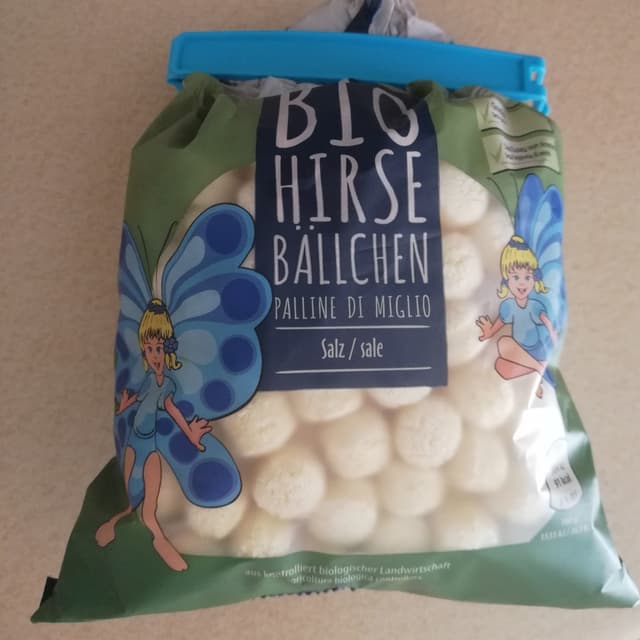 BIO
HIRSE
BÄLLCHEN
PALLINE DI MIGLIO
Salz / sale
aus kontrolliert biologischer Landwirtschaft